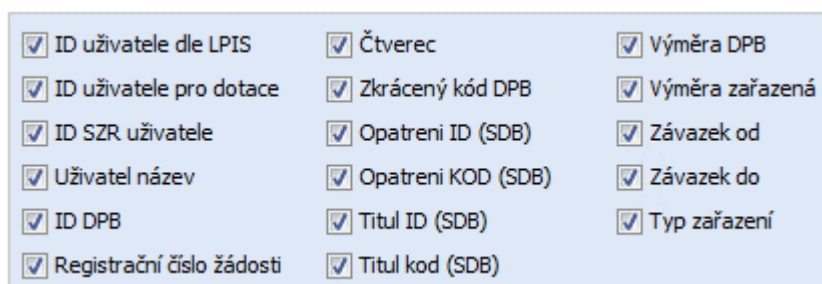 ID uživatele dle LPIS
ID uživatele pro dotace
ID SZR uživatele
Uživatel název
ID DPB
Registrační číslo žádosti
Čtverec
Zkrácený kód DPB
Opatreni ID (SDB)
Opatreni KOD (SDB)
Titul ID (SDB)
Titul kod (SDB)
Výměra DPB
Výměra zařazená
Závazek od
Závazek do
Typ zařazení